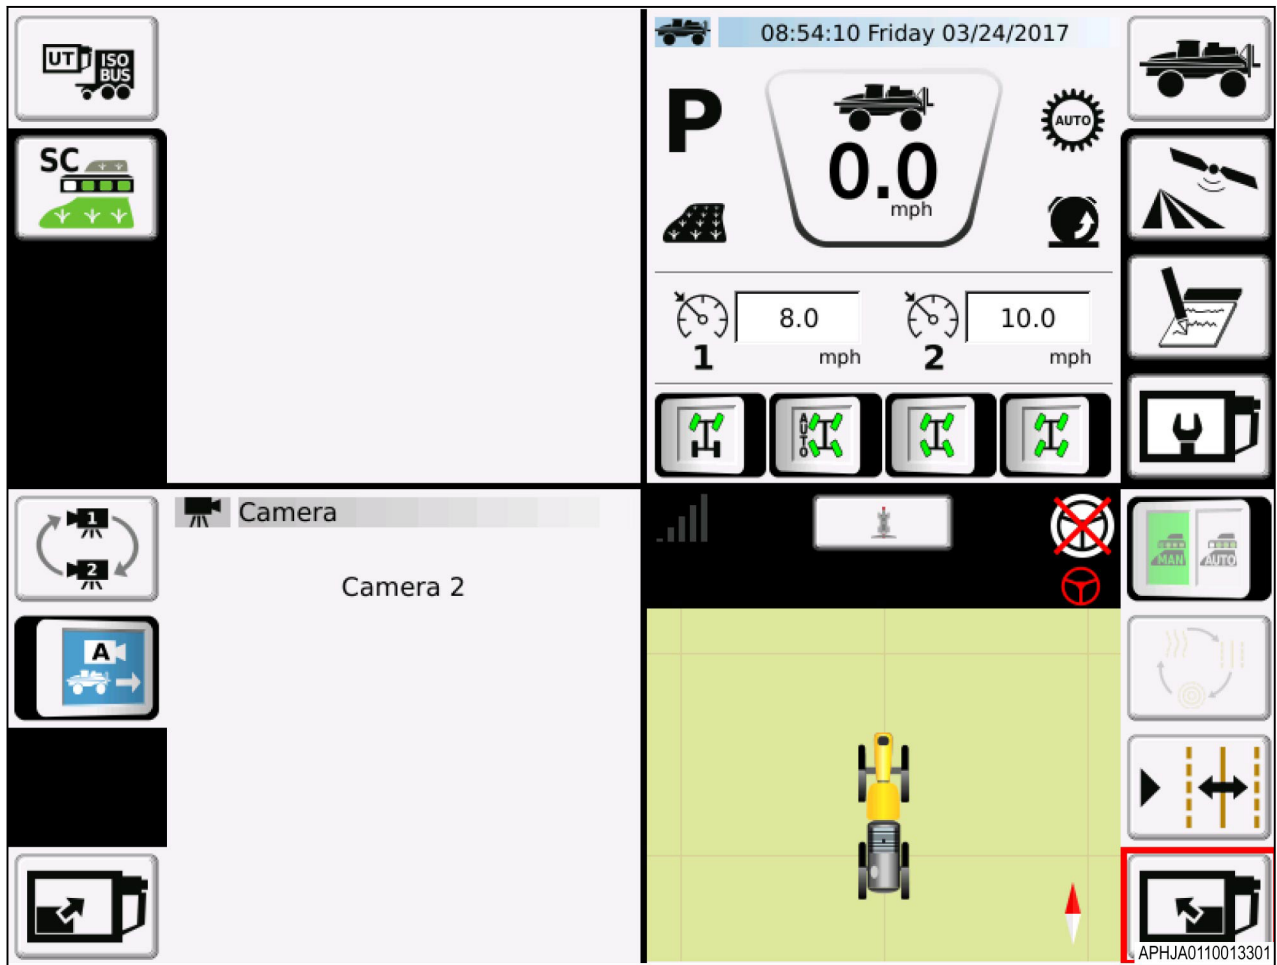 UT ISO
BUS
SC
08:54:10 Friday 03/24/2017
P
AUTO
0.0
mph
8.0
10.0
1
mph
2
mph
AUTO
1
2
Camera
Camera 2
A
MAN
AUTO
APHJA0110013301